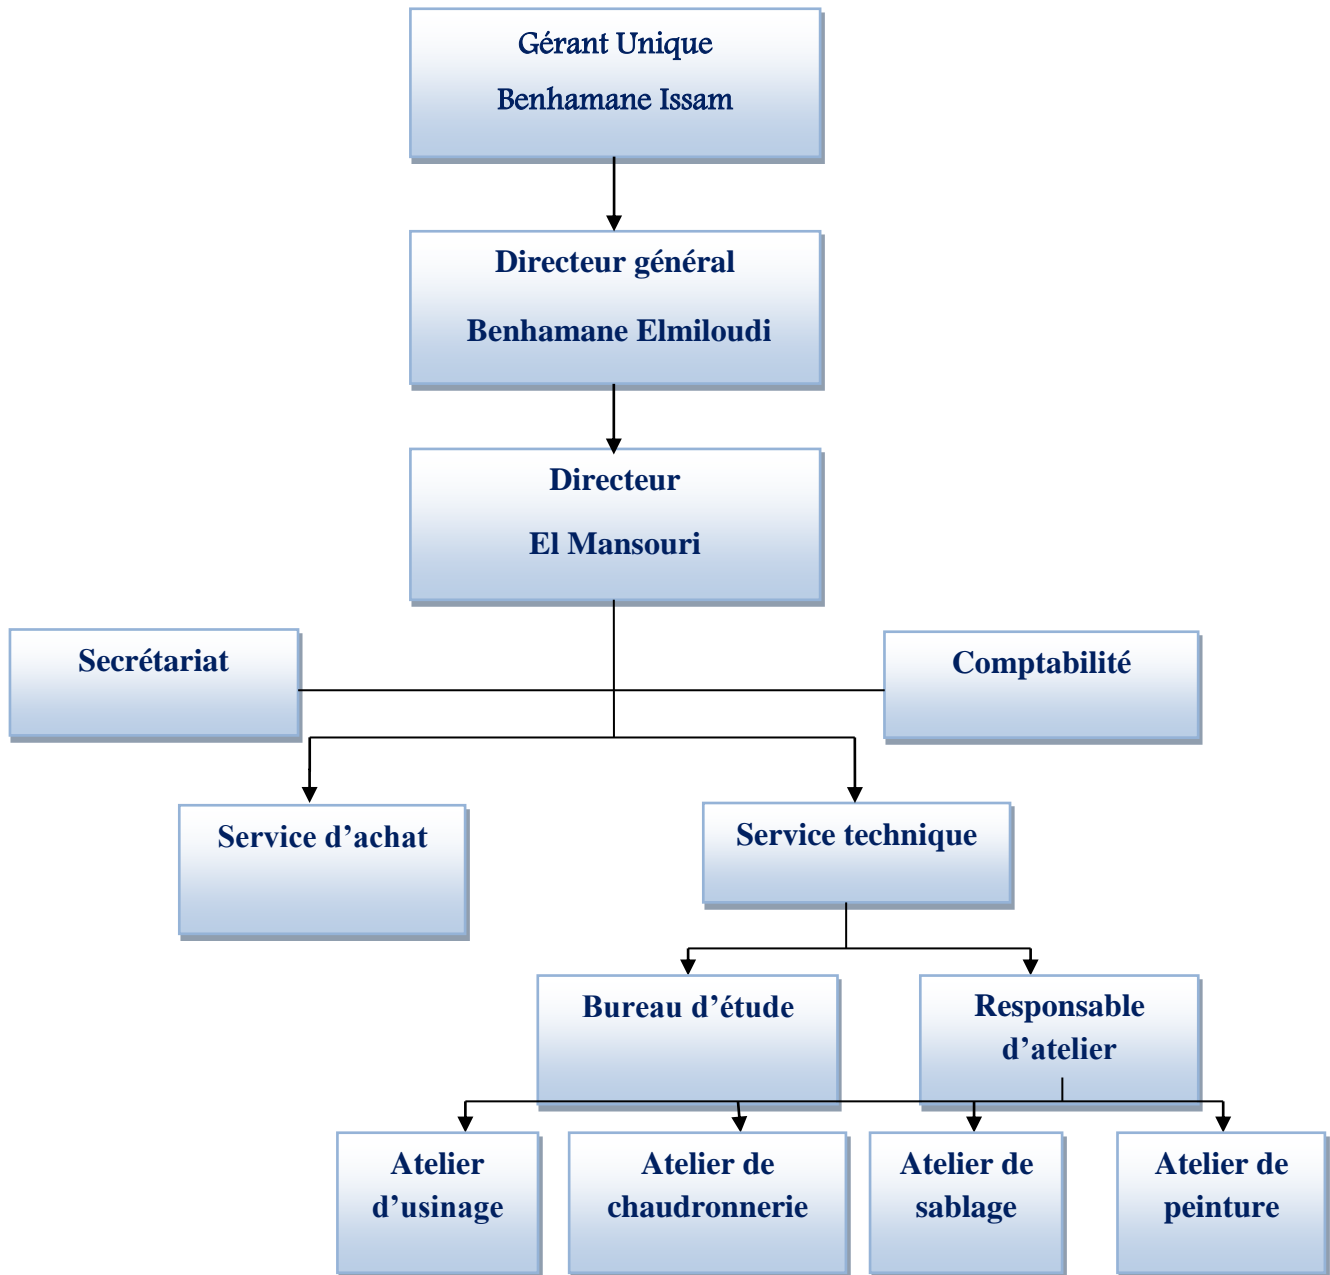 Gérant Unique
Benhamane Issam
Directeur général
Benhamane Elmiloudi
Directeur
El Mansouri
Secrétariat
Comptabilité
Service d’achat
Service technique
Bureau d’étude
Responsable
d’atelier
Atelier
d’usinage
Atelier de
chaudronnerie
Atelier de
sablage
Atelier de
peinture